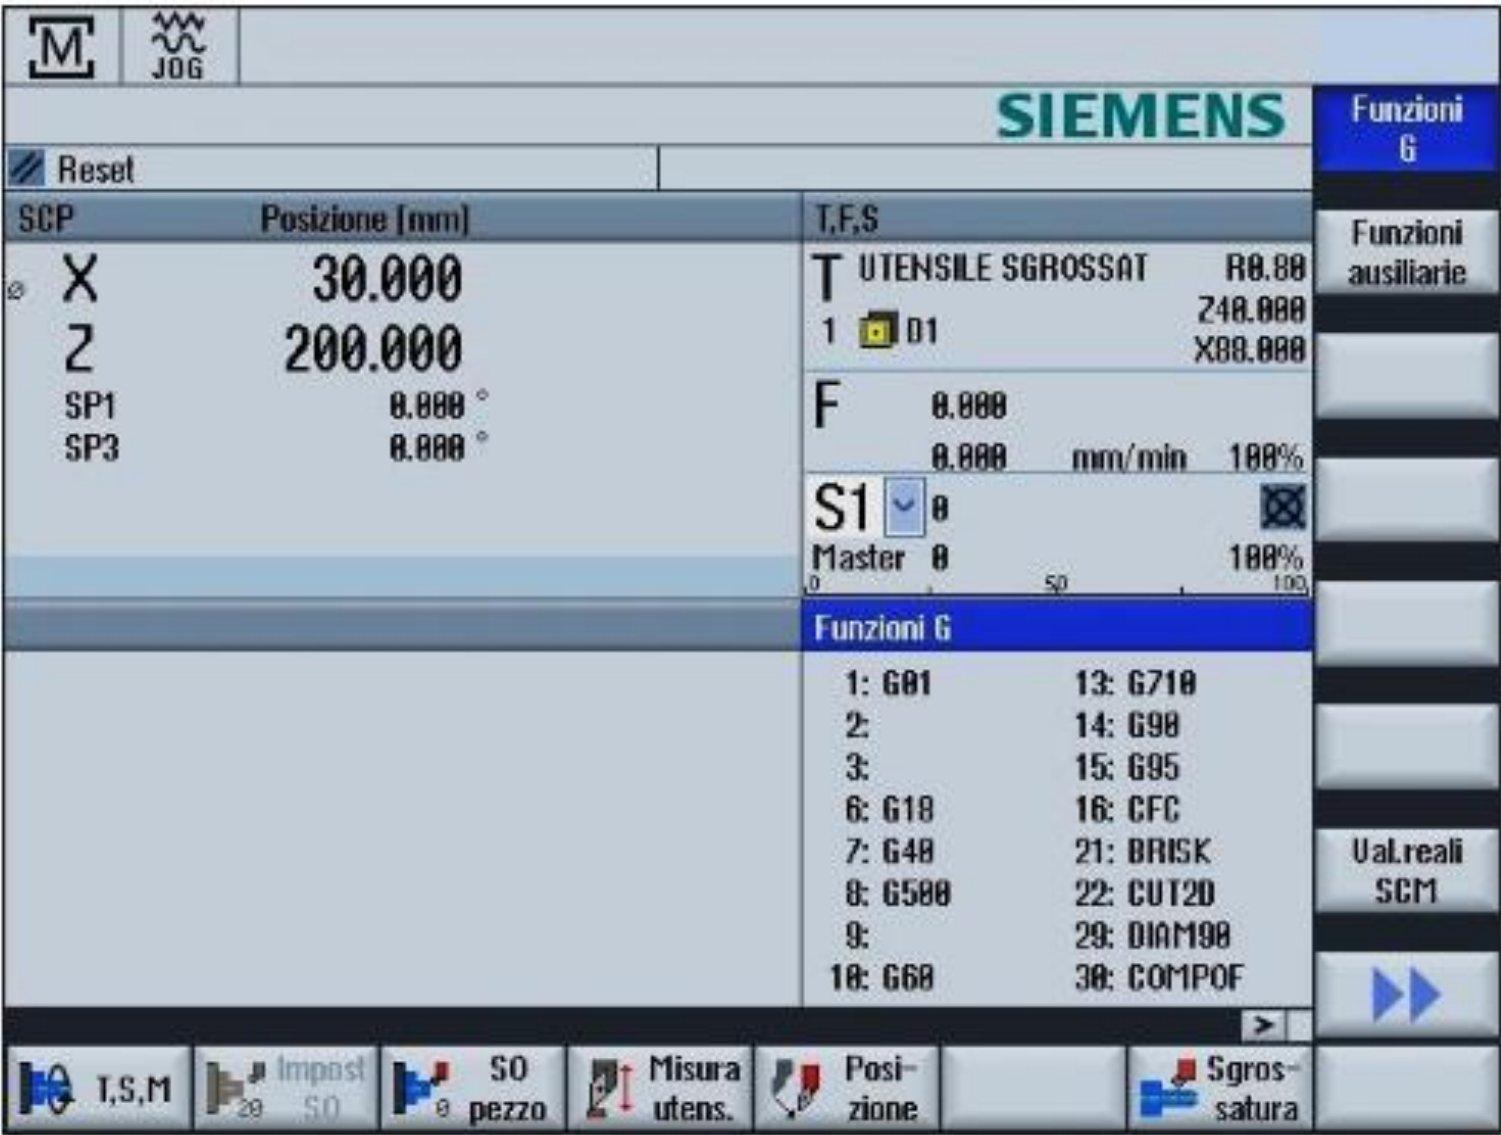 M
JOG
SIEMENS
Funzioni
G
Reset
SCP Posizione [mm]
T,F,S
Funzioni
ausiliarie
X 30.000
Z 200.000
SP1 0.000 °
SP3 0.000 °
T UTENSILE SGROSSAT R0.80
Z40.000
1 D1
X88.000
F 0.000
0.000 mm/min 100%
S1 0
Master 0 100%
0 50 100
Funzioni G
1: G01 13: G710
2: 14: G90
3: 15: G95
6: G18 16: CFC
7: G40 21: BRISK
8: G500 22: CUT2D
9: 29: DIAM90
10: G60 30: COMPOF
Val.reali
SCM
>
T,S,M
Impost
SO
20
SO
pezzo
0
Misura
utens.
Posi-
zione
Sgros-
satura